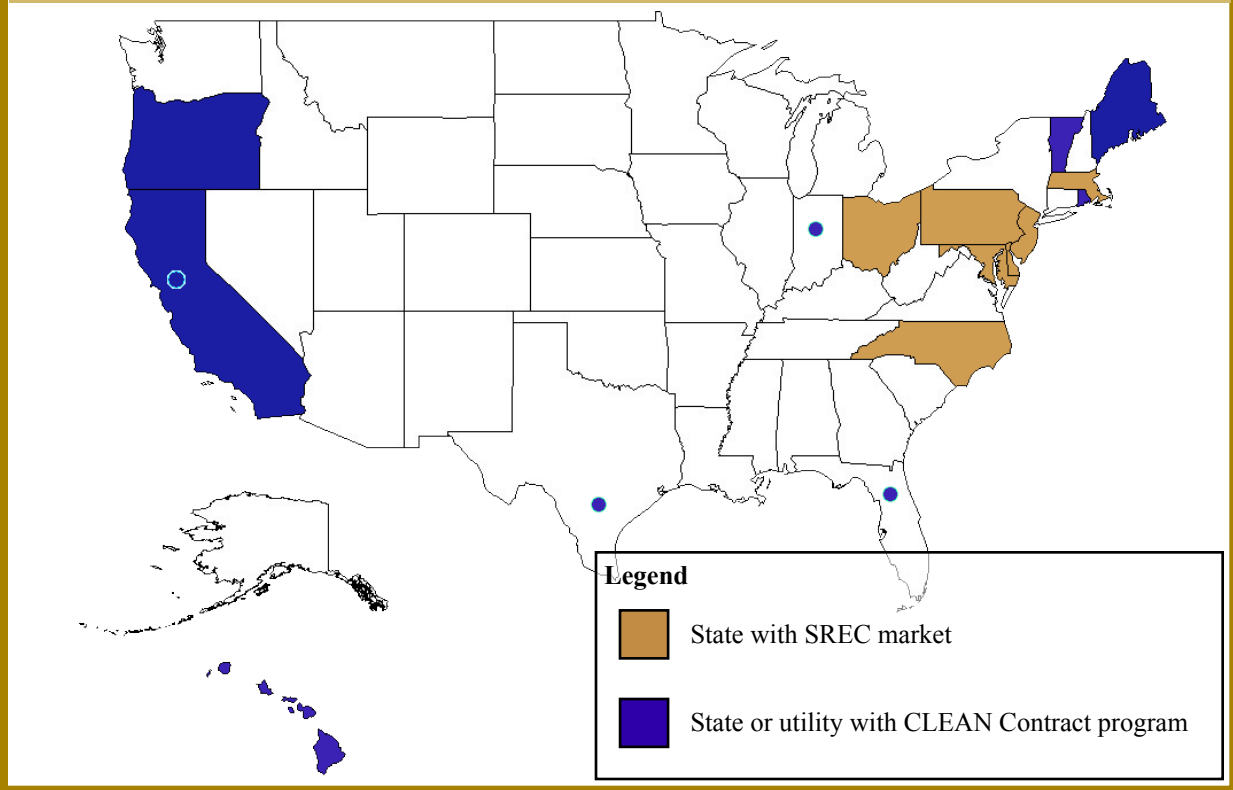 Legend
State with SREC market
State or utility with CLEAN Contract program